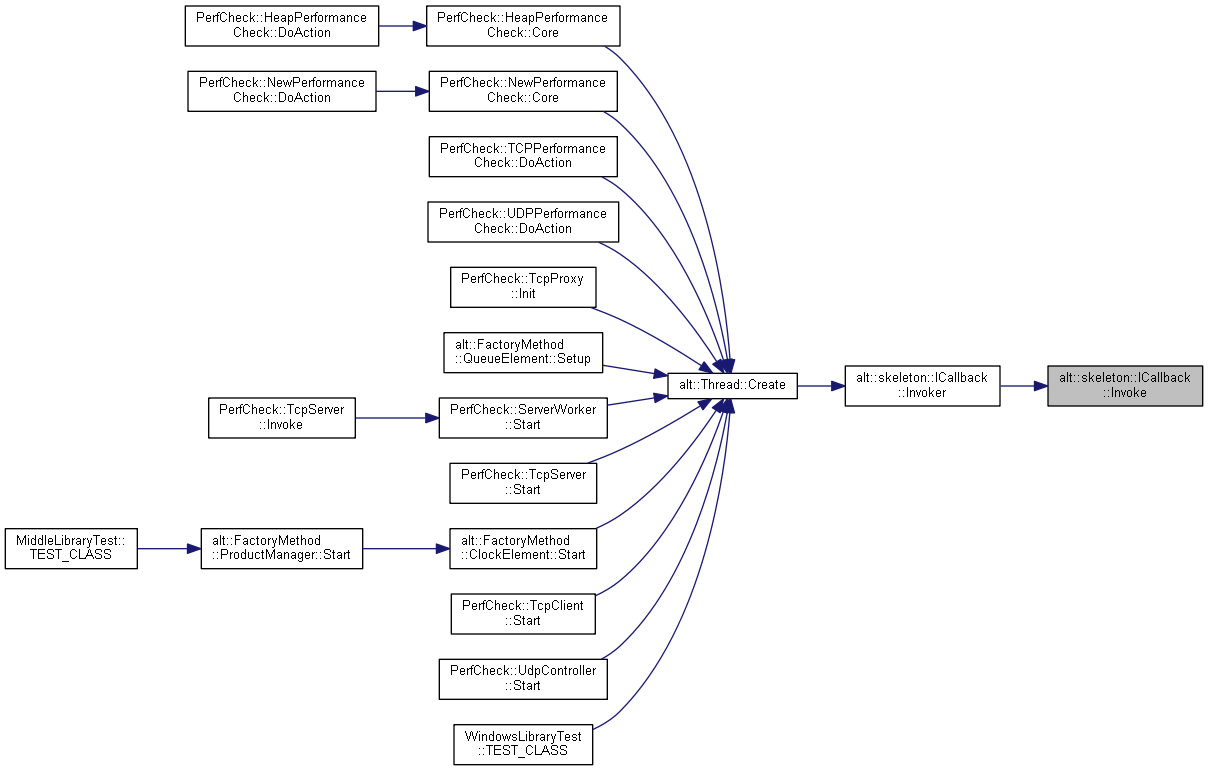 PerfCheck::HeapPerformance
Check::DoAction
PerfCheck::HeapPerformance
Check::Core
PerfCheck::NewPerformance
Check::DoAction
PerfCheck::NewPerformance
Check::Core
PerfCheck::TCPPerformance
Check::DoAction
PerfCheck::UDPPerformance
Check::DoAction
PerfCheck::TcpProxy
::Init
alt::FactoryMethod
::QueueElement::Setup
alt::Thread::Create
alt::skeleton::ICallback
::Invoker
alt::skeleton::ICallback
::Invoke
PerfCheck::TcpServer
::Invoke
PerfCheck::ServerWorker
::Start
PerfCheck::TcpServer
::Start
MiddleLibraryTest::
TEST_CLASS
alt::FactoryMethod
::ProductManager::Start
alt::FactoryMethod
::ClockElement::Start
PerfCheck::TcpClient
::Start
PerfCheck::UdpController
::Start
WindowsLibraryTest
::TEST_CLASS